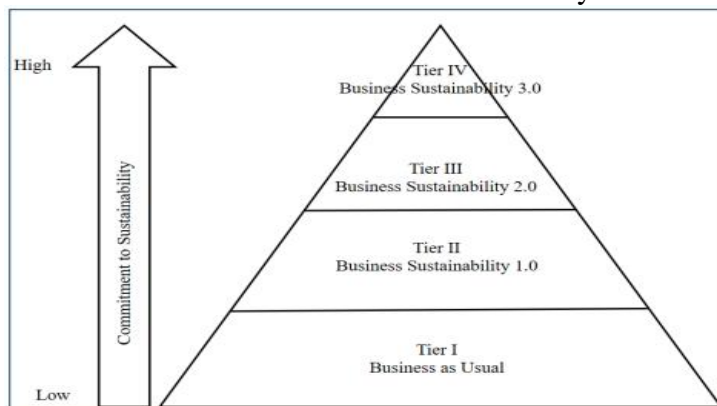 High
Tier IV
Business Sustainability 3.0
Tier III
Business Sustainability 2.0
Commitment to Sustainability
Tier II
Business Sustainability 1.0
Tier I
Business as Usual
Low